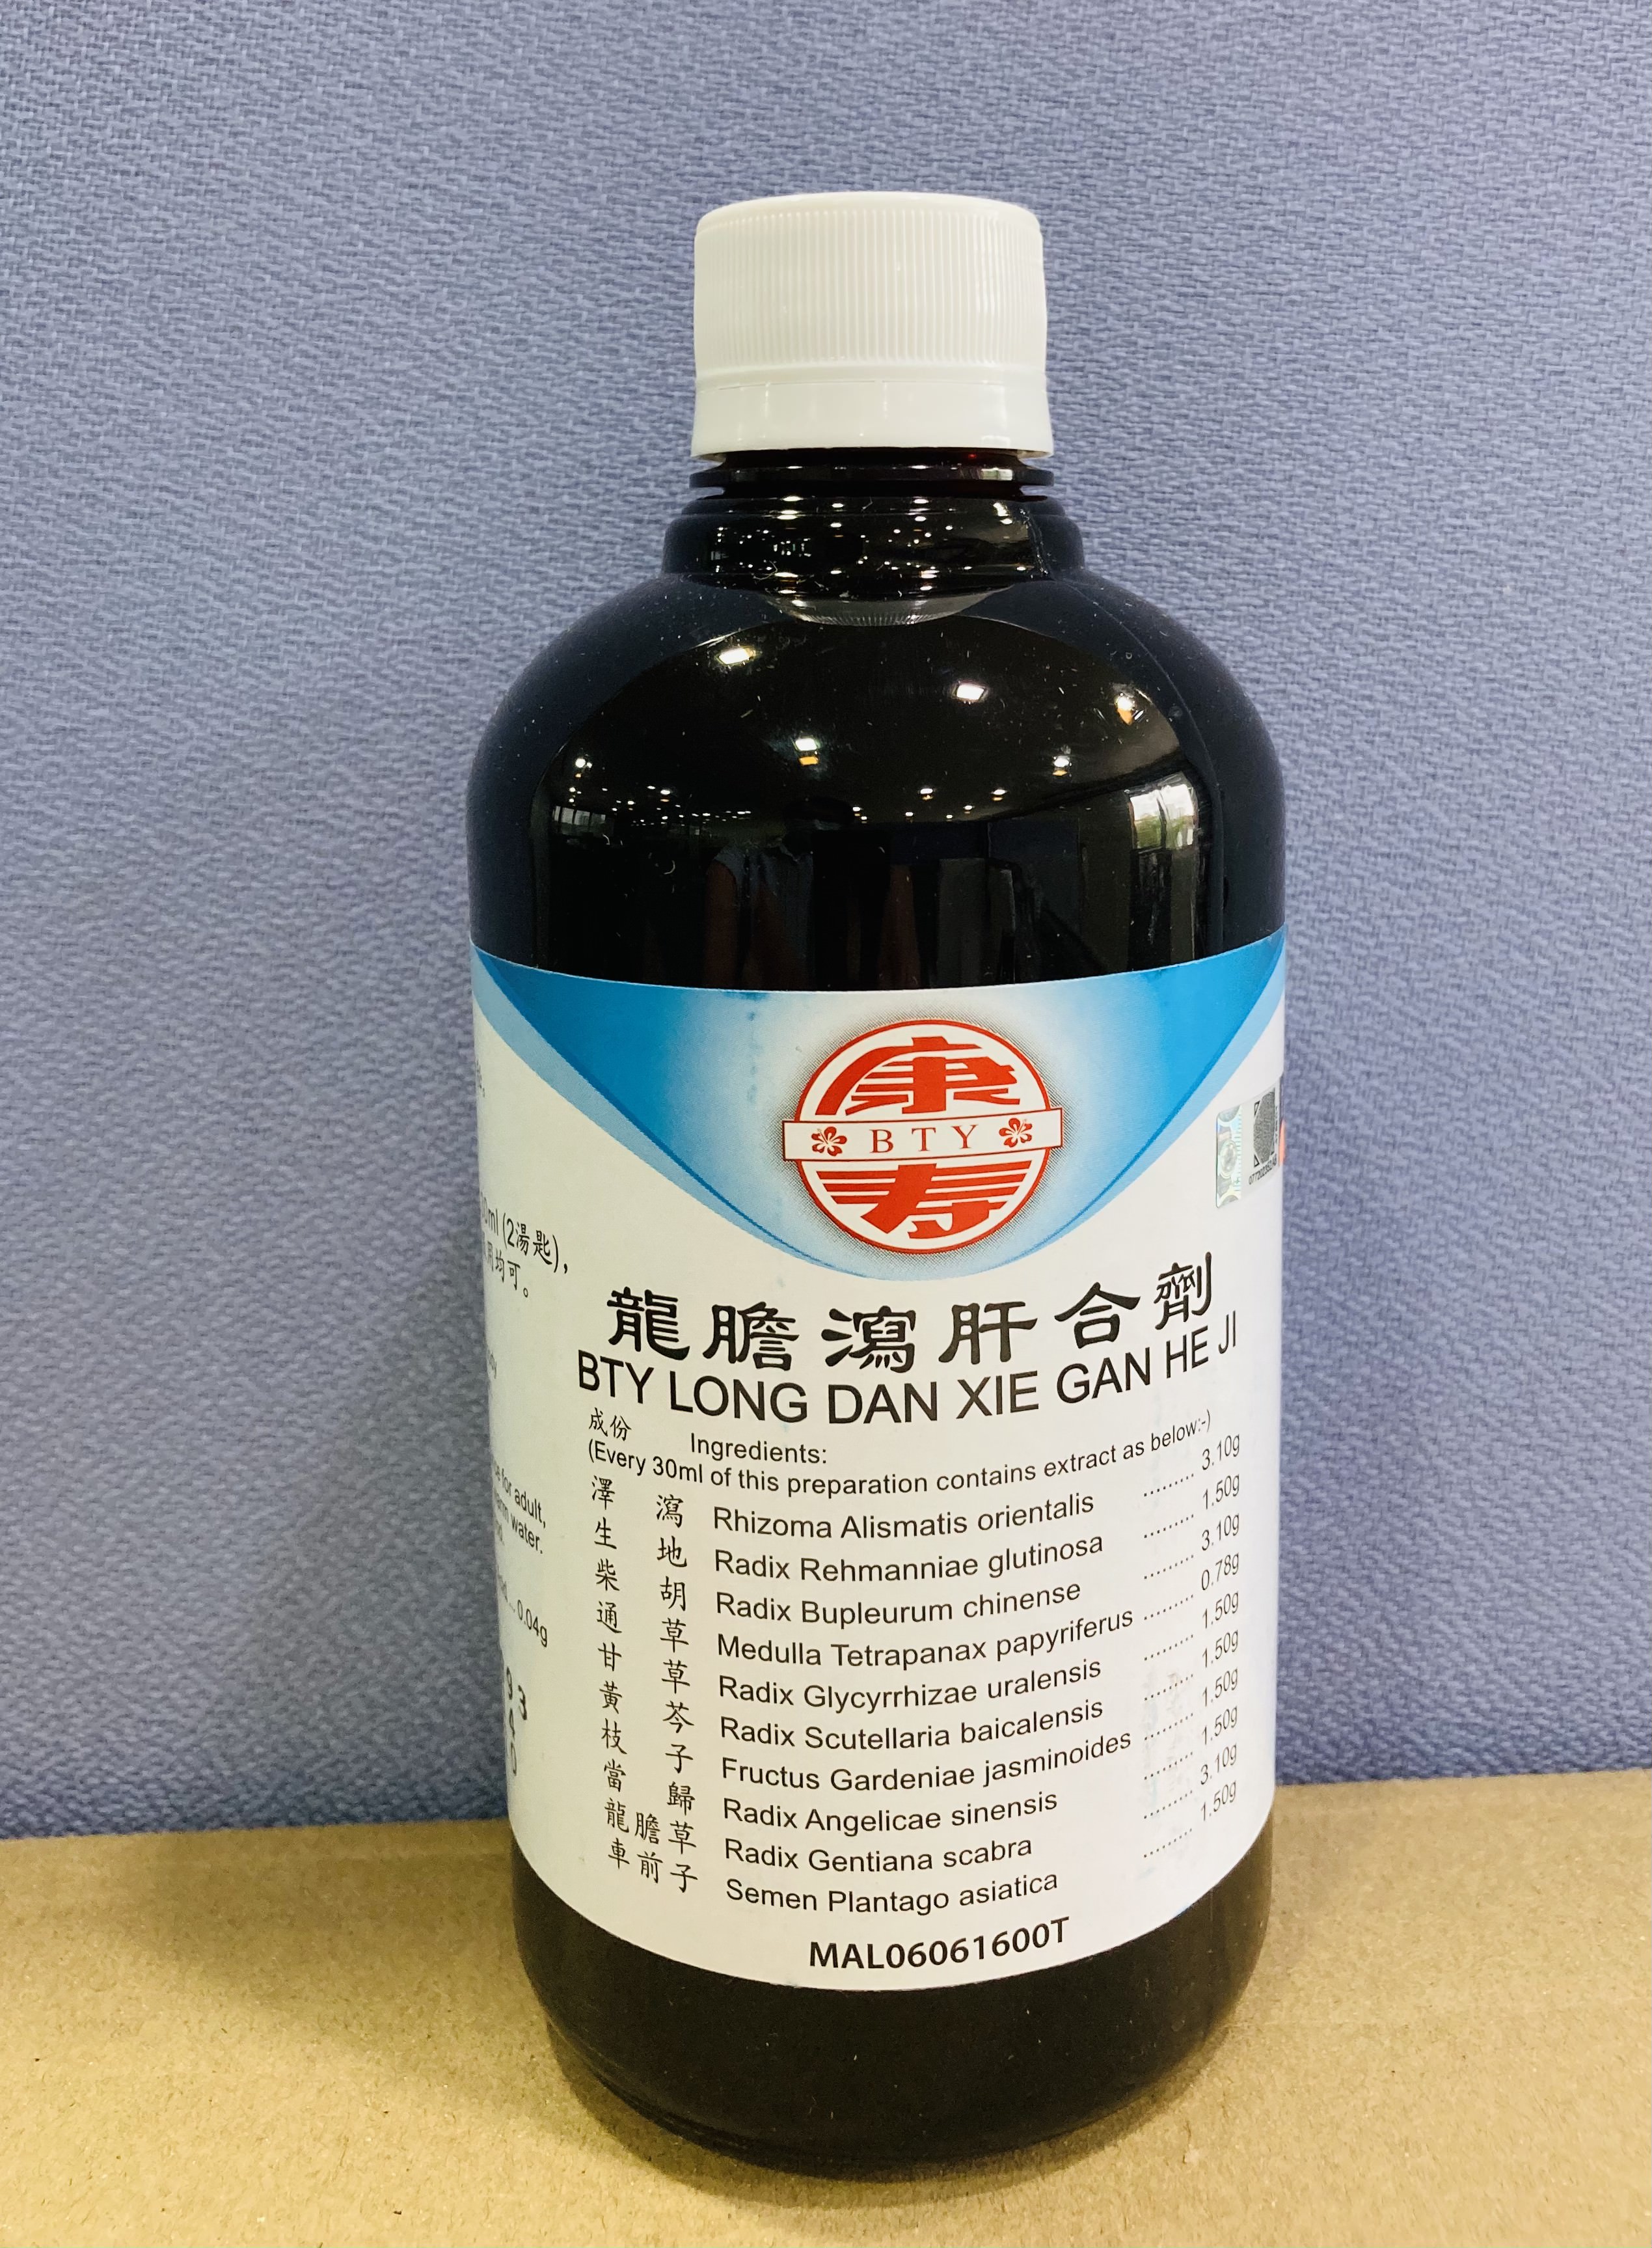 康
BTY
寿
龍膽瀉肝合劑
BTY LONG DAN XIE GAN HE JI
成份 Ingredients:
(Every 30ml of this preparation contains extract as below:-)
澤瀉 Rhizoma Alismatis orientalis ......... 3.10g
生地 Radix Rehmanniae glutinosa ......... 1.50g
柴胡 Radix Bupleurum chinense ......... 3.10g
通草 Medulla Tetrapanax papyriferus ......... 0.78g
甘草 Radix Glycyrrhizae uralensis ......... 1.50g
黃芩 Radix Scutellaria baicalensis ......... 1.50g
枝子 Fructus Gardeniae jasminoides ......... 1.50g
當歸 Radix Angelicae sinensis ......... 1.50g
龍膽草 Radix Gentiana scabra ......... 3.10g
車前子 Semen Plantago asiatica ......... 1.50g
MAL06061600T
ml (2湯匙),
用均可。
for adult,
water.
0.04g
93
4
0